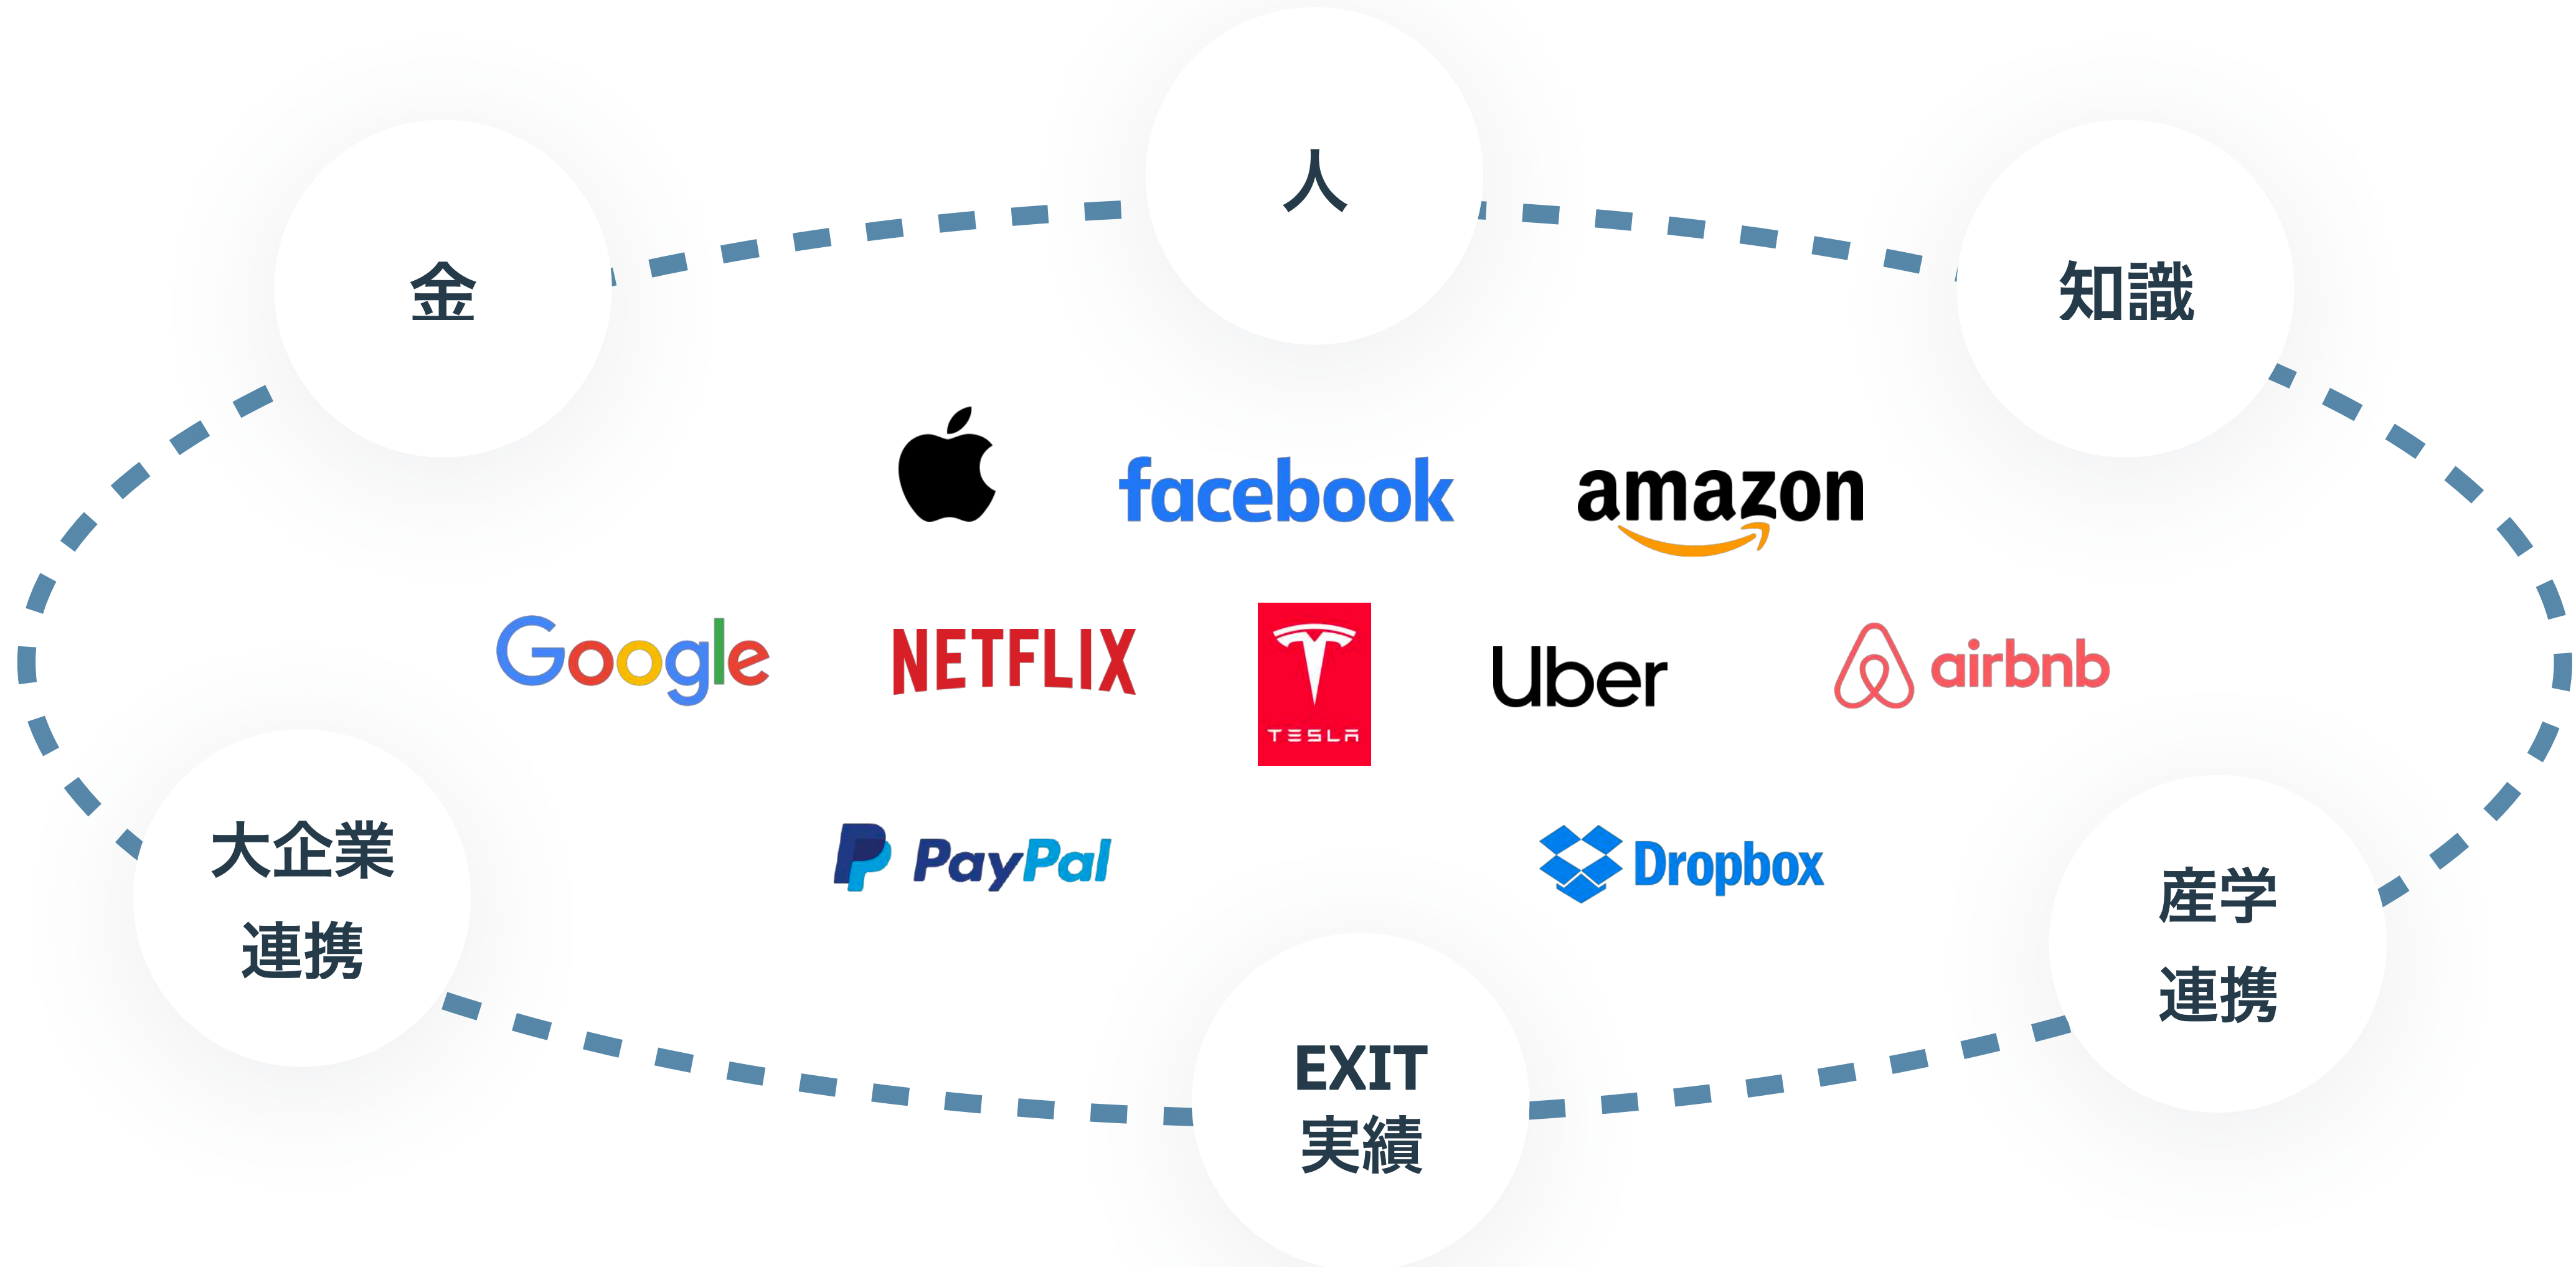 人
金
知識
facebook
amazon
Google
NETFLIX
TESLA
Uber
airbnb
大企業
連携
PayPal
Dropbox
産学
連携
EXIT
実績